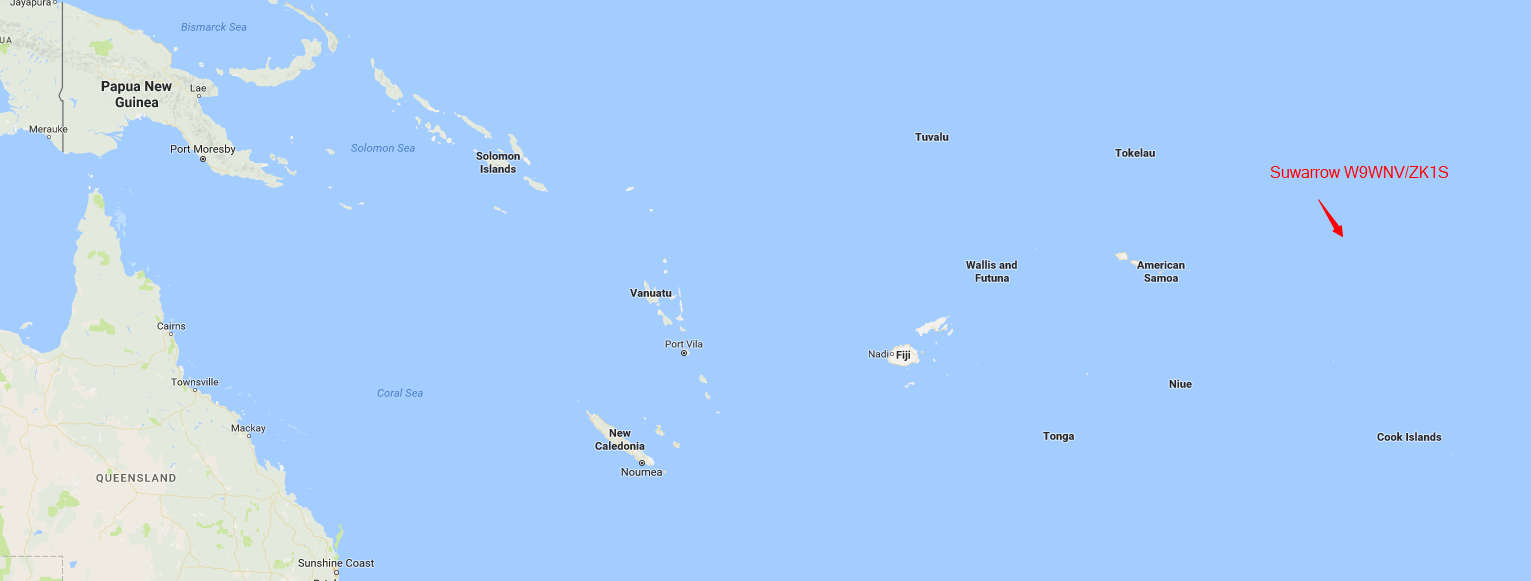 Jayapura
Bismarck Sea
UA
Papua New
Guinea
Lae
Merauke
Port Moresby
Solomon Sea
Solomon
Islands
Tuvalu
Tokelau
Suwarrow W9WNV/ZK1S
Wallis and
Futuna
American
Samoa
Vanuatu
Cairns
Port Vila
Nadi
Fiji
Townsville
Niue
Coral Sea
Mackay
New
Caledonia
Tonga
Cook Islands
Noumea
QUEENSLAND
Sunshine Coast